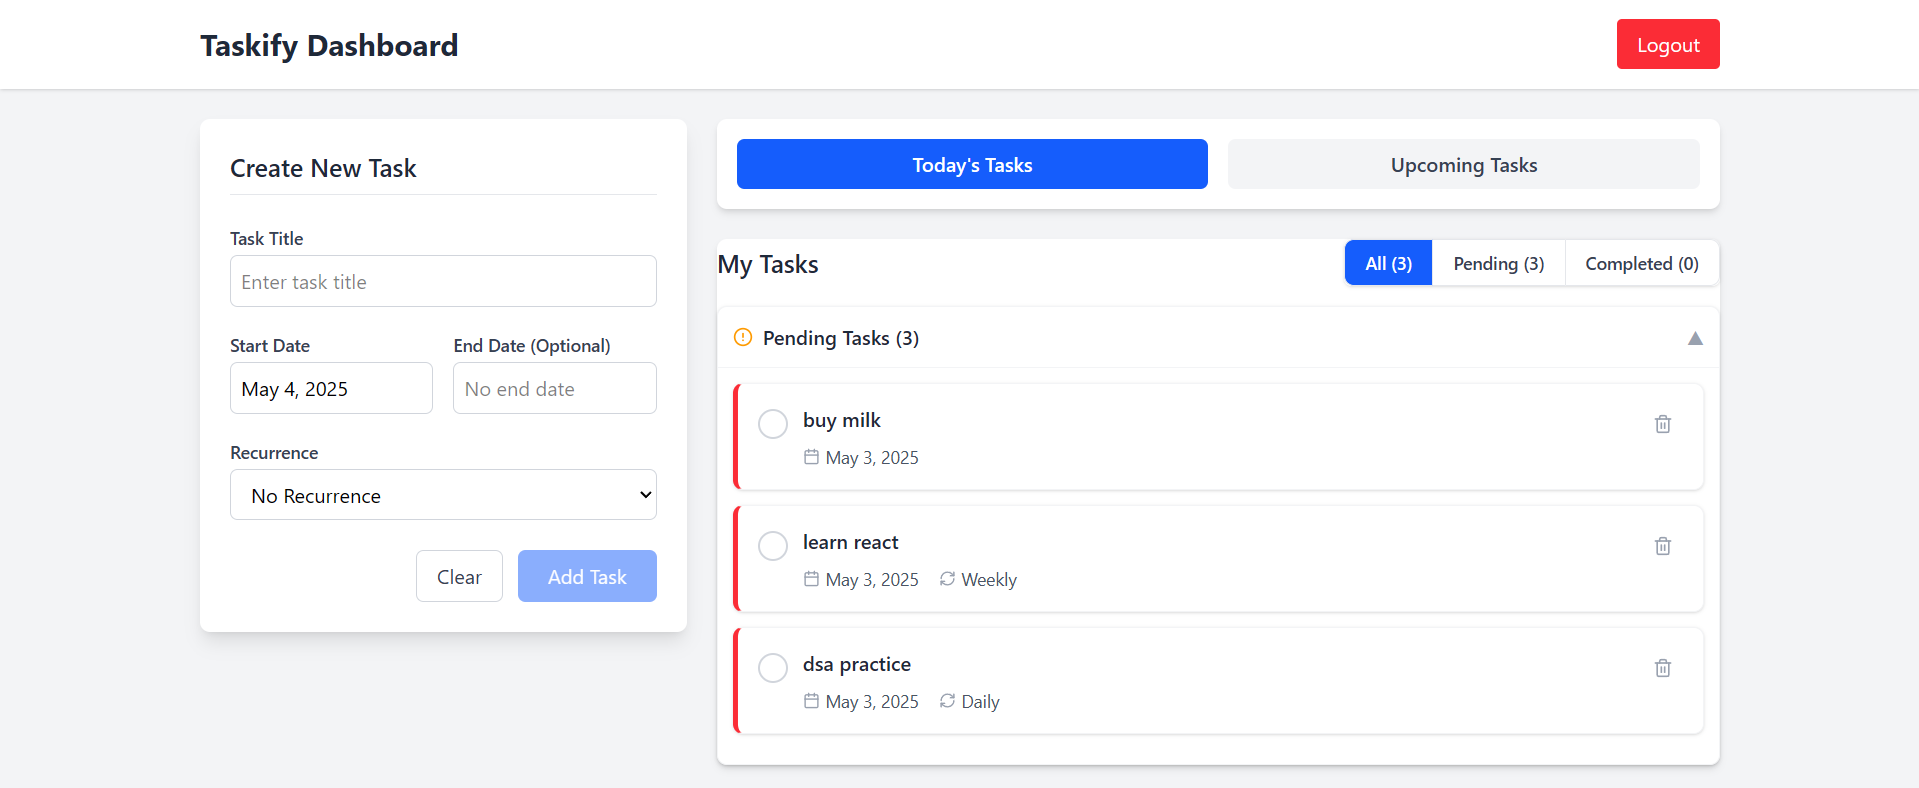 Taskify Dashboard
Logout
Create New Task
Task Title
Enter task title
Start Date
End Date (Optional)
May 4, 2025
No end date
Recurrence
No Recurrence
Clear
Add Task
Today's Tasks
Upcoming Tasks
My Tasks
All (3)
Pending (3)
Completed (0)
Pending Tasks (3)
buy milk
May 3, 2025
learn react
May 3, 2025
Weekly
dsa practice
May 3, 2025
Daily